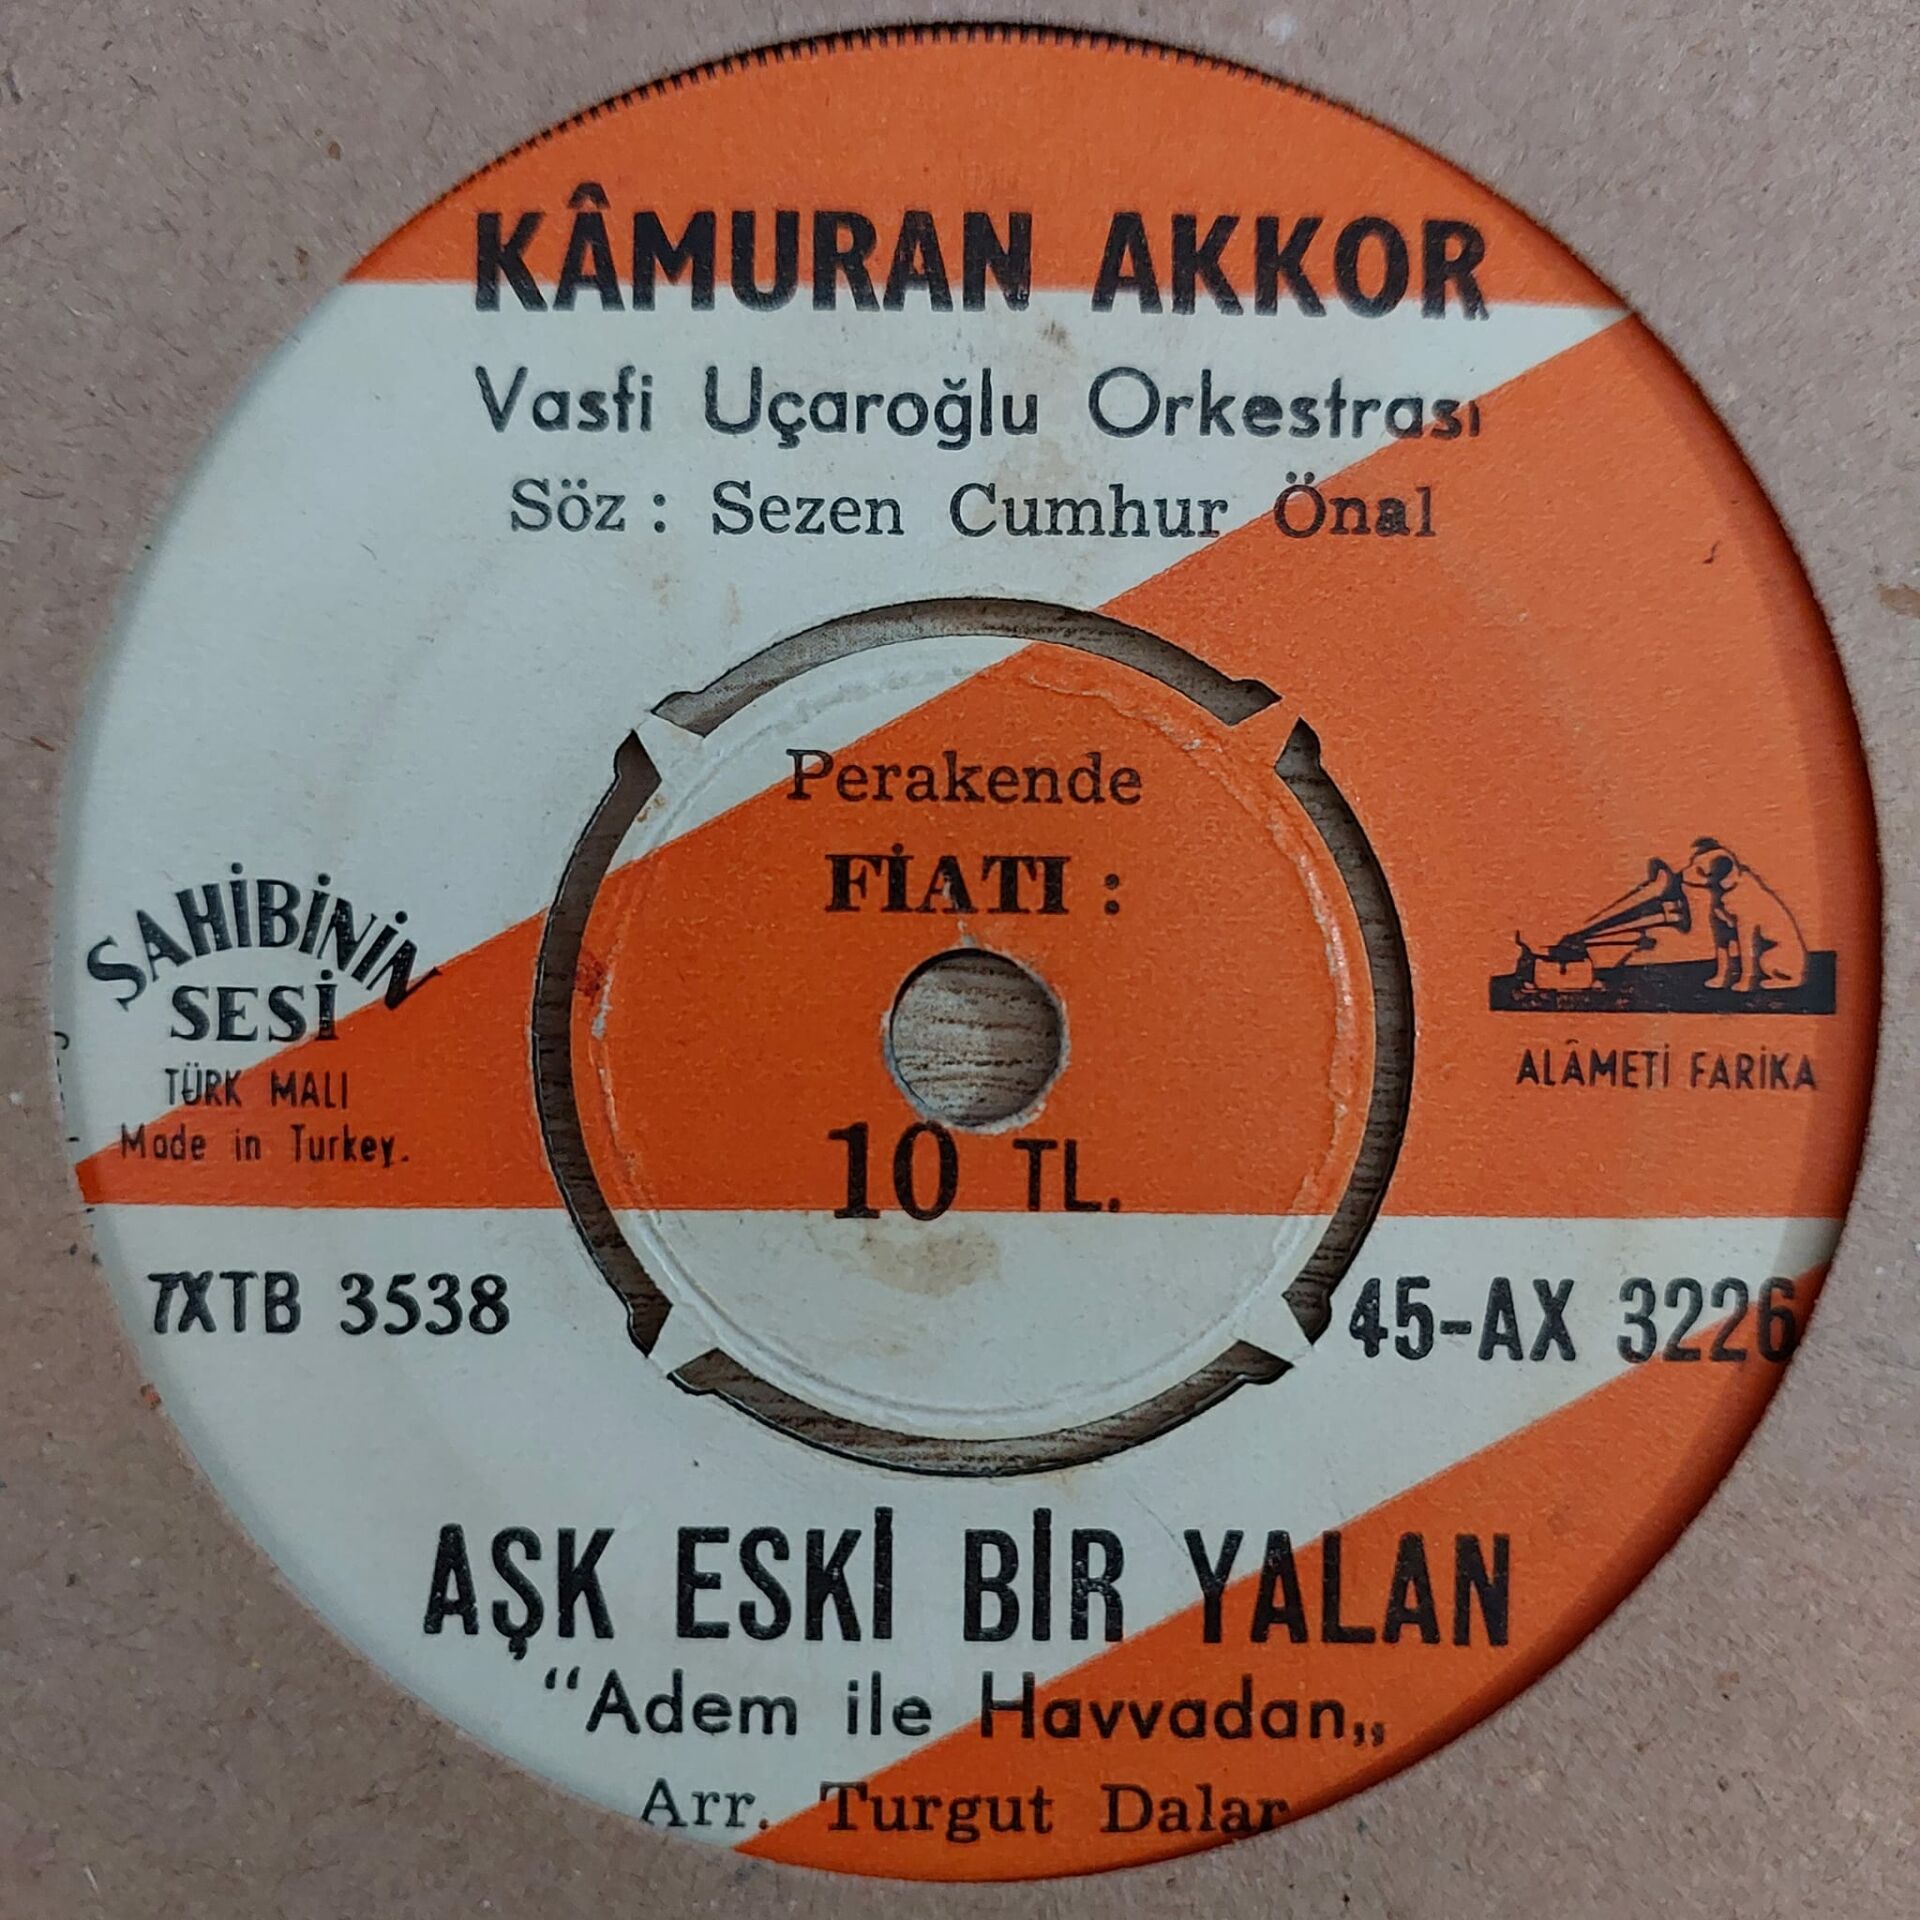 KÂMURAN AKKOR
Vasfi Uçaroğlu Orkestrası
Söz : Sezen Cumhur Önal
Perakende
FİATI :
10 TL.
SAHİBİNİN
SESİ
TÜRK MALI
Made in Turkey.
ALÂMETİ FARİKA
7XTB 3538
45-AX 3226
AŞK ESKİ BİR YALAN
“Adem ile Havvadan„
Arr. Turgut Dalar